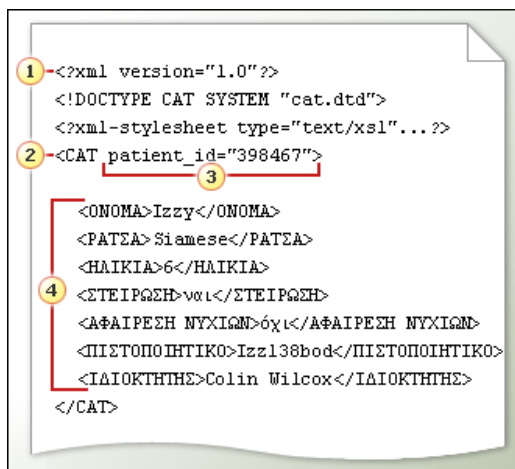 1 <?xml version="1.0"?>
<!DOCTYPE CAT SYSTEM "cat.dtd">
<?xml-stylesheet type="text/xsl"...?>
2 <CAT patient_id="398467">
3
<ΟΝΟΜΑ>Izzy</ΟΝΟΜΑ>
<ΡΑΤΣΑ>Siamese</ΡΑΤΣΑ>
<ΗΛΙΚΙΑ>6</ΗΛΙΚΙΑ>
4 <ΣΤΕΙΡΩΣΗ>ναι</ΣΤΕΙΡΩΣΗ>
<ΑΦΑΙΡΕΣΗ ΝΥΧΙΩΝ>όχι</ΑΦΑΙΡΕΣΗ ΝΥΧΙΩΝ>
<ΠΙΣΤΟΠΟΙΗΤΙΚΟ>Izz138bod</ΠΙΣΤΟΠΟΙΗΤΙΚΟ>
<ΙΔΙΟΚΤΗΤΗΣ>Colin Wilcox</ΙΔΙΟΚΤΗΤΗΣ>
</CAT>